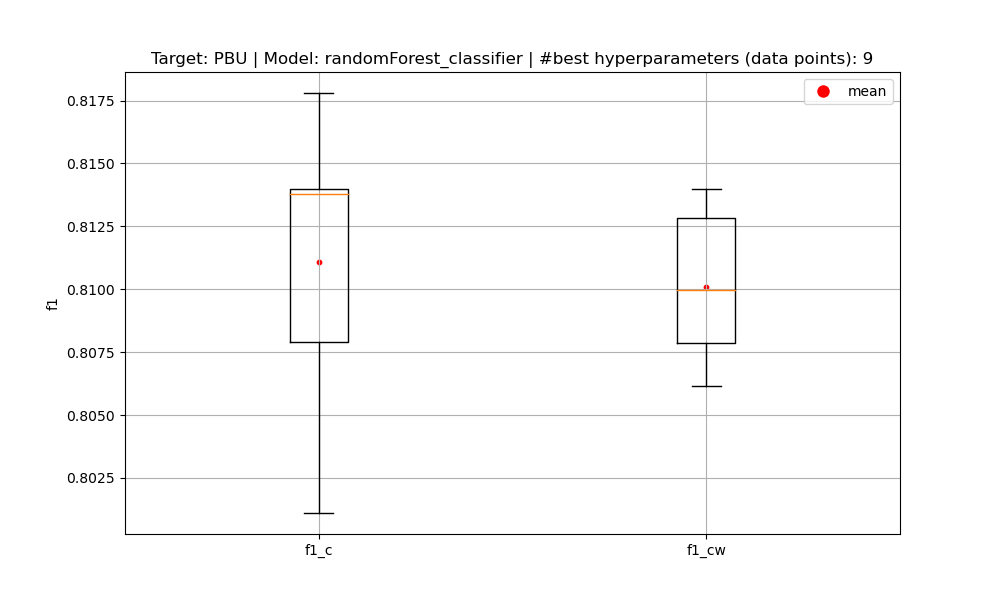 Target: PBU | Model: randomForest_classifier | #best hyperparameters (data points): 9
mean
0.8175
0.8150
0.8125
0.8100
0.8075
0.8050
0.8025
f1
f1_c
f1_cw